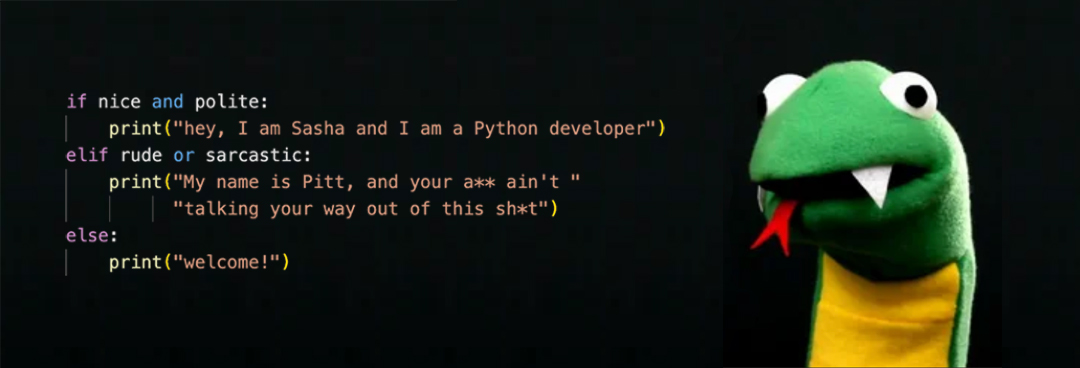 if nice and polite:
print("hey, I am Sasha and I am a Python developer")
elif rude or sarcastic:
print("My name is Pitt, and your a** ain't "
"talking your way out of this sh*t")
else:
print("welcome!")